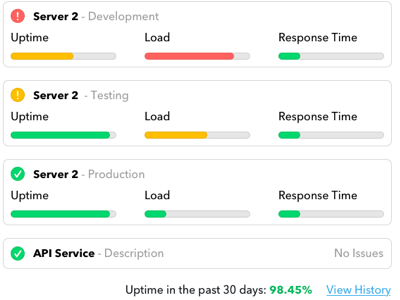 Server 2 - Development
Uptime Load Response Time
Server 2 - Testing
Uptime Load Response Time
Server 2 - Production
Uptime Load Response Time
API Service - Description No Issues
Uptime in the past 30 days: 98.45% View History